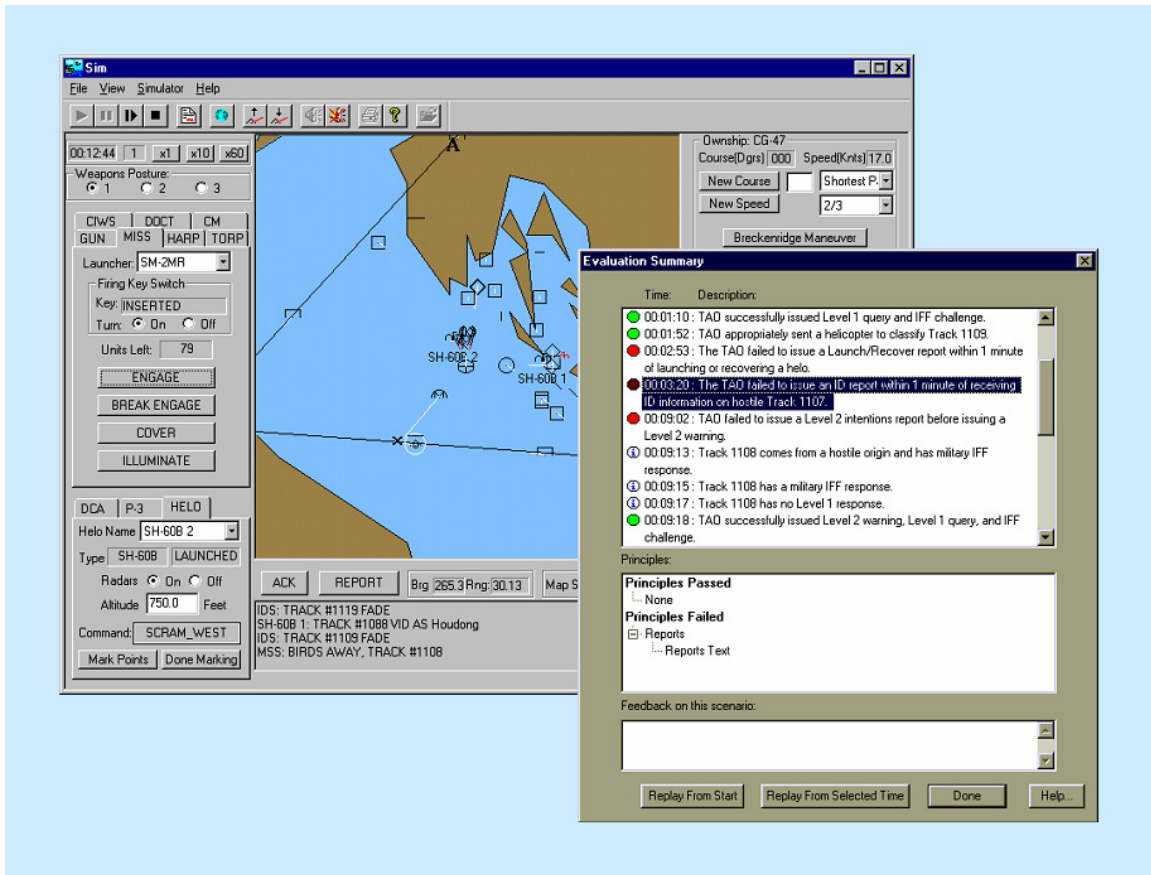 Sim
File View Simulator Help
00:12:44 1 x1 x10 x60
Weapons Posture:
1 2 3
CIWS DOCT CM
GUN MISS HARP TORP
Launcher: SM-2MR
Firing Key Switch
Key: INSERTED
Turn: On Off
Units Left: 79
ENGAGE
BREAK ENGAGE
COVER
ILLUMINATE
DCA P-3 HELO
Helo Name SH-60B 2
Type SH-60B LAUNCHED
Radars On Off
Altitude 750.0 Feet
Command: SCRAM_WEST
Mark Points Done Marking
A
SH-60B 2
SH-60B 1
ACK REPORT Brg 265.3 Rng: 30.13 Map S
IDS: TRACK #1119 FADE
SH-60B 1: TRACK #1088 VID AS Houdong
IDS: TRACK #1109 FADE
MSS: BIRDS AWAY, TRACK #1108
Ownship: CG-47
Course(Dgrs) 000 Speed(Knts) 17.0
New Course Shortest P
New Speed 2/3
Breckenridge Maneuver
Evaluation Summary
Time: Description:
00:01:10 : TAO successfully issued Level 1 query and IFF challenge.
00:01:52 : TAO appropriately sent a helicopter to classify Track 1109.
00:02:53 : The TAO failed to issue a Launch/Recover report within 1 minute
of launching or recovering a helo.
00:03:20 : The TAO failed to issue an ID report within 1 minute of receiving
ID information on hostile Track 1107.
00:09:02 : TAO failed to issue a Level 2 intentions report before issuing a
Level 2 warning.
00:09:13 : Track 1108 comes from a hostile origin and has military IFF
response.
00:09:15 : Track 1108 has a military IFF response.
00:09:17 : Track 1108 has no Level 1 response.
00:09:18 : TAO successfully issued Level 2 warning, Level 1 query, and IFF
challenge.
Principles:
Principles Passed
None
Principles Failed
Reports
Reports Text
Feedback on this scenario:
Replay From Start Replay From Selected Time Done Help...